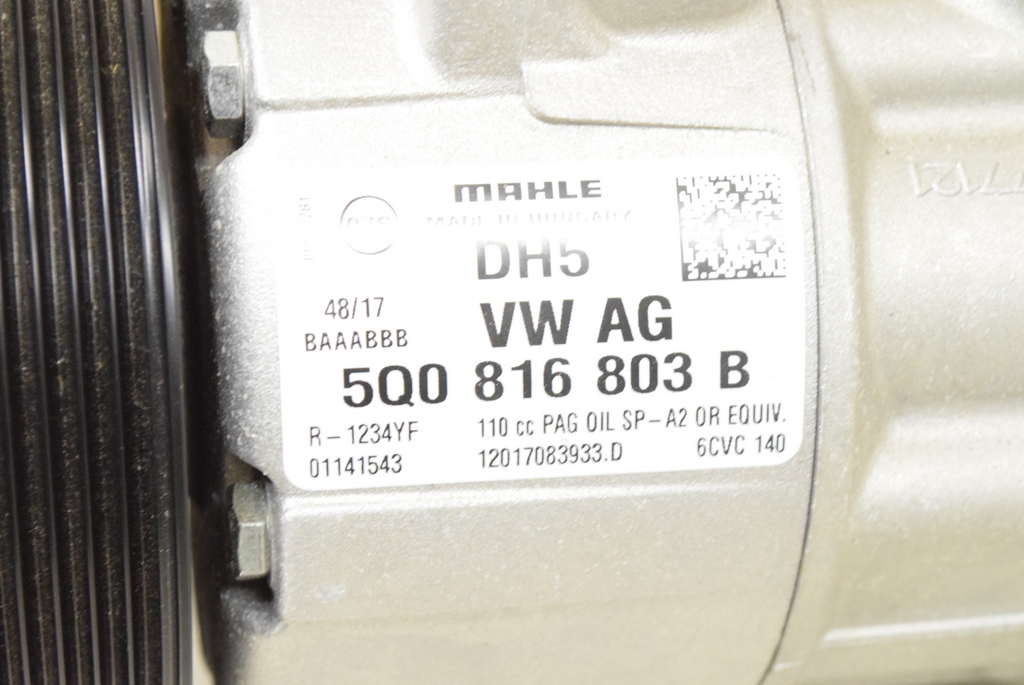 MAHLE
MADE IN HUNGARY
DH5
48/17
VW AG
BAAABBB
5Q0 816 803 B
R-1234YF
110 cc PAG OIL SP-A2 OR EQUIV.
01141543
12017083933.D
6CVC 140